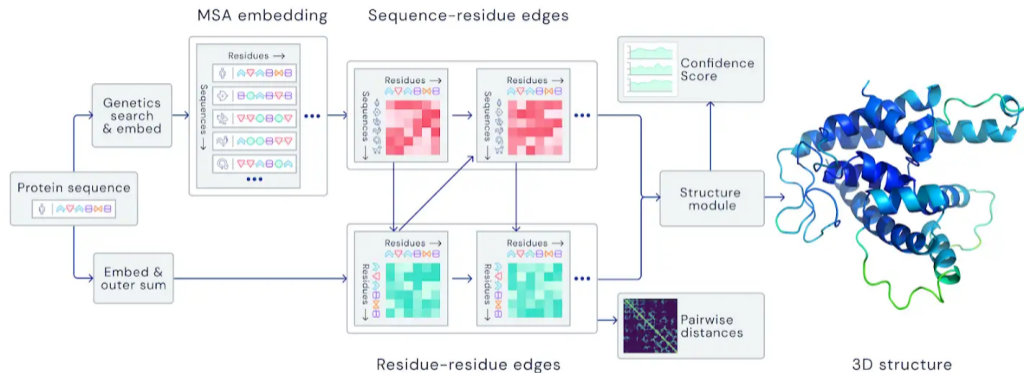 MSA embedding
Sequence-residue edges
Residues →
Sequences →
Genetics
search
& embed
Residues →
Sequences →
Residues →
Sequences →
Confidence
Score
Protein sequence
Structure
module
Embed &
outer sum
Residues →
Residues →
Residues →
Residues →
Pairwise
distances
Residue-residue edges
3D structure